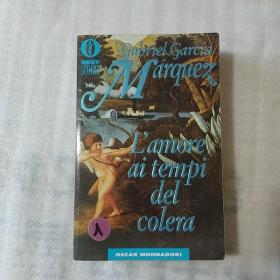 Gabriel García
Márquez
L'amore
ai tempi
del
colera
OSCAR MONDADORI